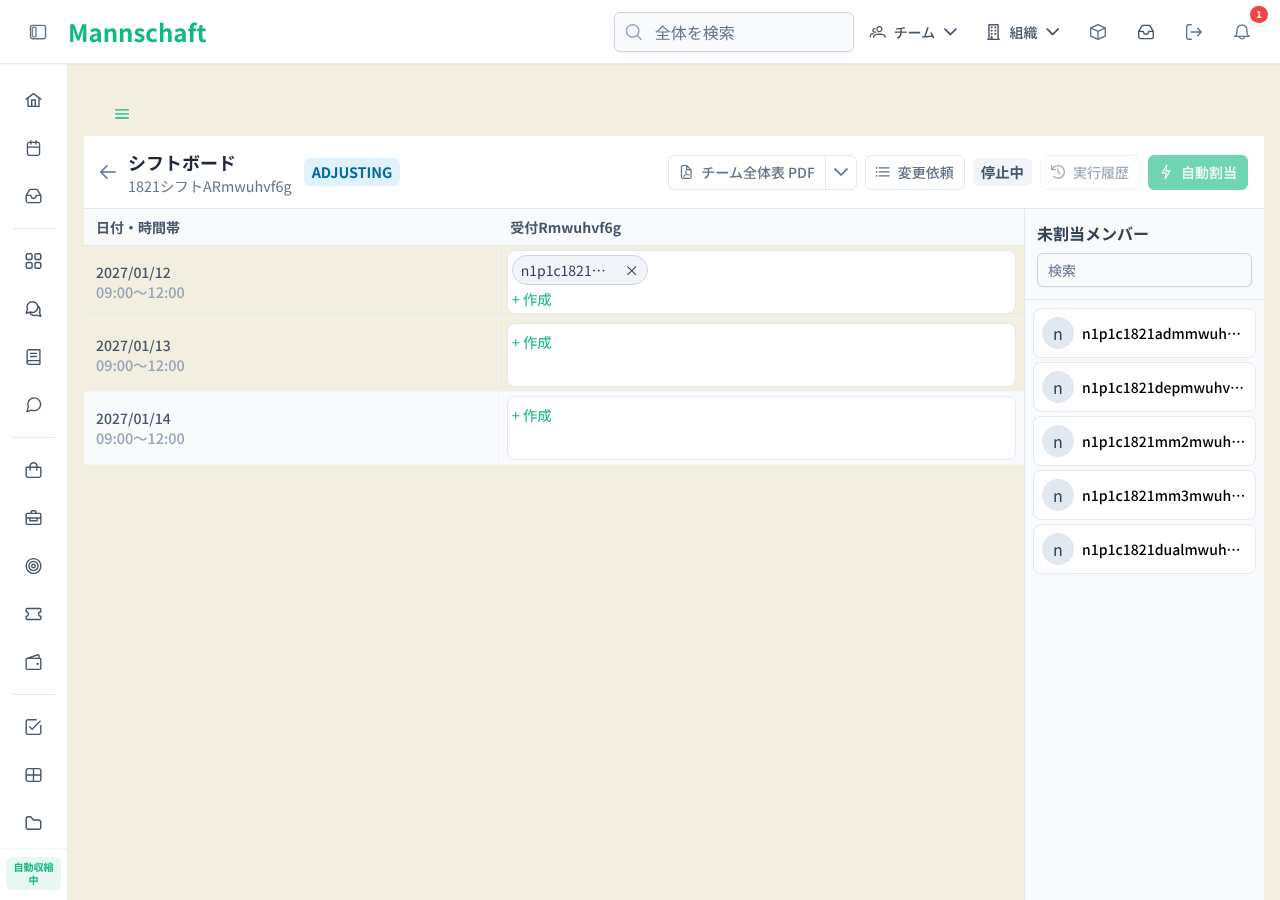 Mannschaft
全体を検索
チーム
組織
1
シフトボード
1821シフトARmwuhvf6g
ADJUSTING
チーム全体表 PDF
変更依頼
停止中
実行履歴
自動割当
日付・時間帯
受付Rmwuhvf6g
未割当メンバー
検索
2027/01/12
09:00〜12:00
n1p1c1821…
+ 作成
2027/01/13
09:00〜12:00
+ 作成
2027/01/14
09:00〜12:00
+ 作成
n
n1p1c1821admmwuh…
n
n1p1c1821depmwuhv…
n
n1p1c1821mm2mwuh…
n
n1p1c1821mm3mwuh…
n
n1p1c1821dualmwuh…
自動収縮
中